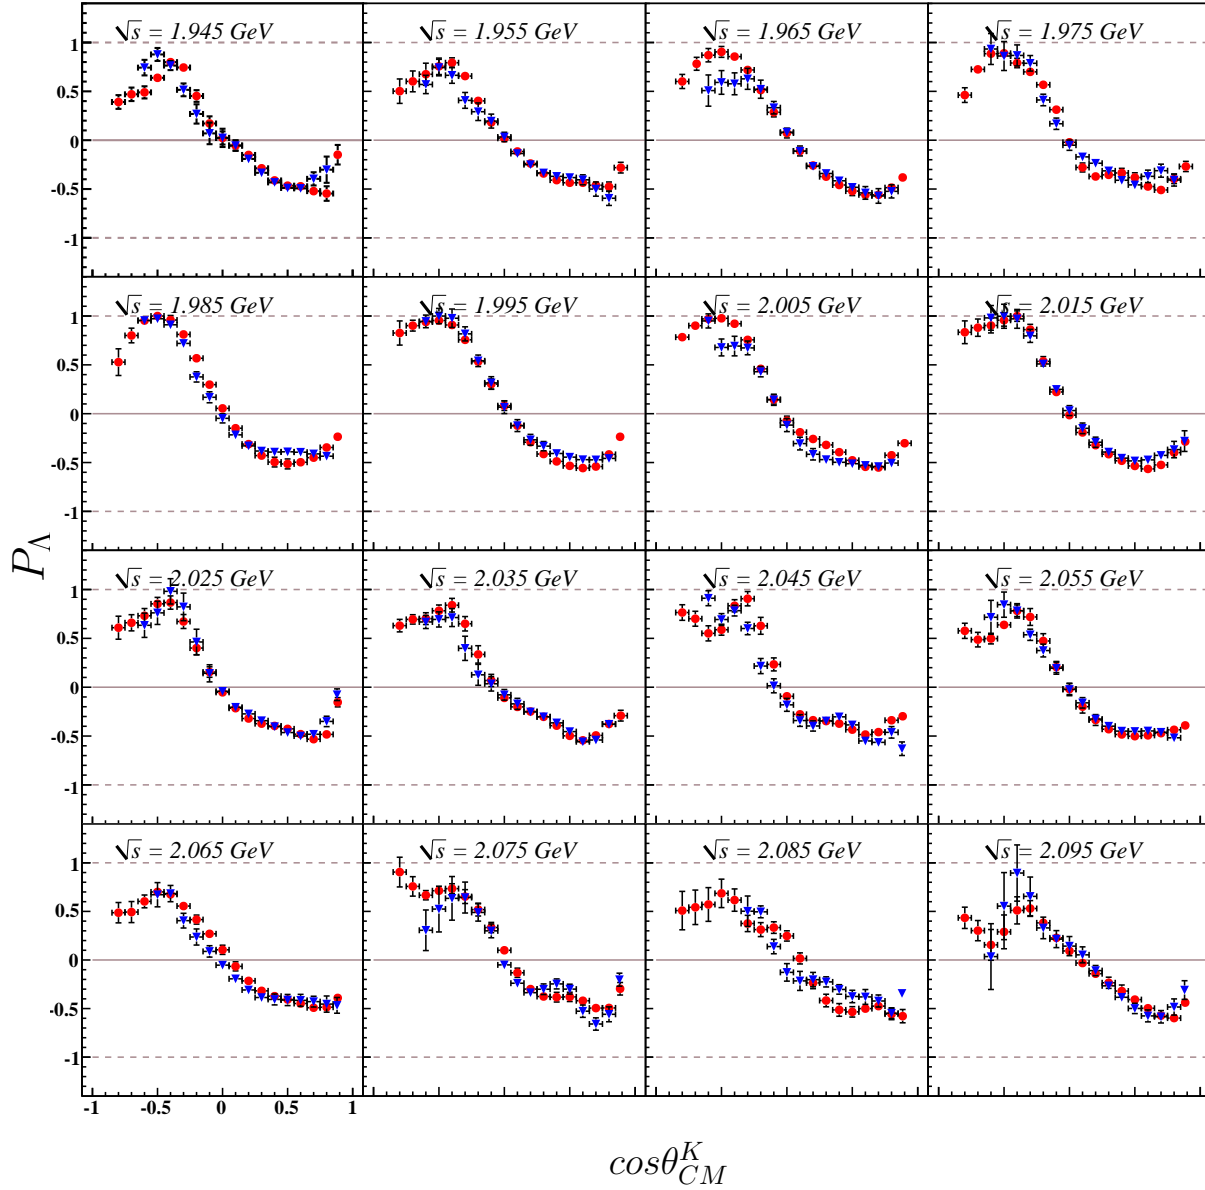 √s = 1.945 GeV √s = 1.955 GeV √s = 1.965 GeV √s = 1.975 GeV
1
0.5
0
-0.5
-1
√s = 1.985 GeV √s = 1.995 GeV √s = 2.005 GeV √s = 2.015 GeV
1
0.5
0
-0.5
-1
P_Λ
√s = 2.025 GeV √s = 2.035 GeV √s = 2.045 GeV √s = 2.055 GeV
1
0.5
0
-0.5
-1
√s = 2.065 GeV √s = 2.075 GeV √s = 2.085 GeV √s = 2.095 GeV
1
0.5
0
-0.5
-1
-1 -0.5 0 0.5 1
cosθ^K_CM